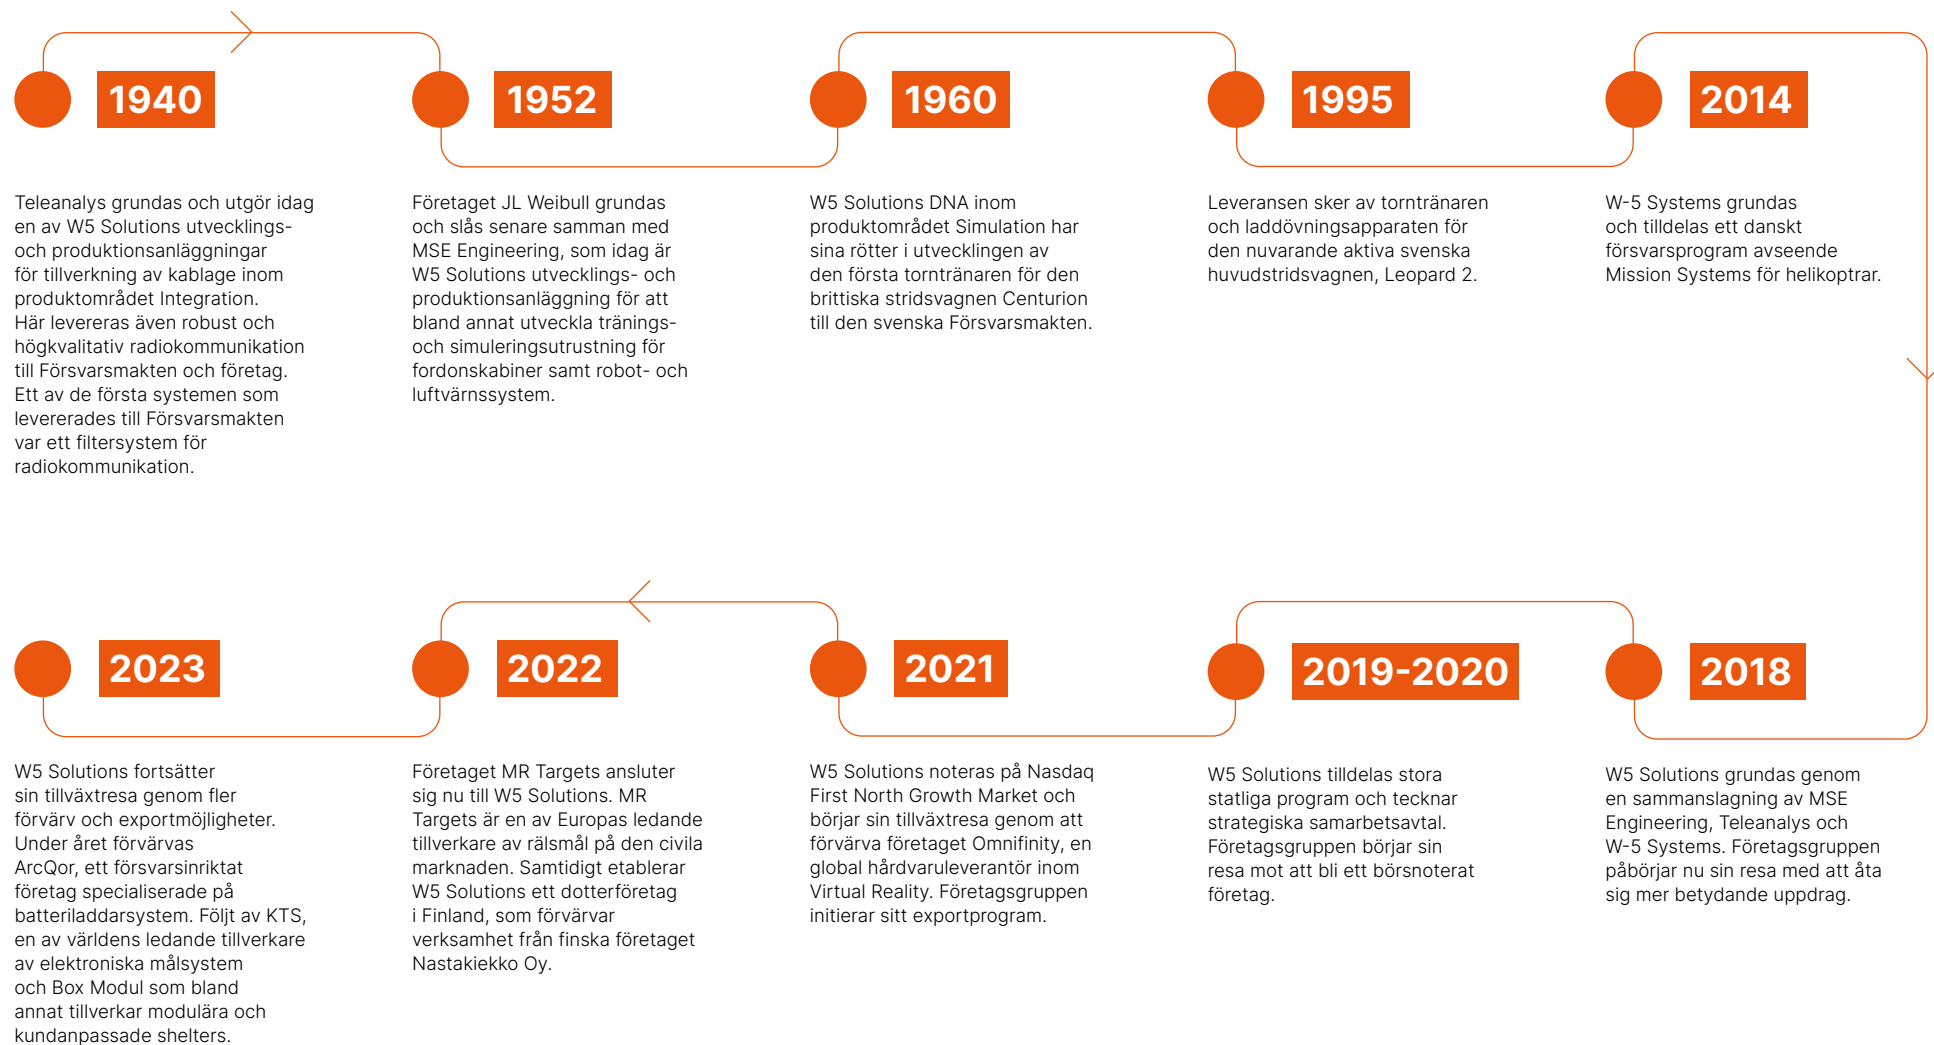 1940
Teleanalys grundas och utgör idag
en av W5 Solutions utvecklings-
och produktionsanläggningar
för tillverkning av kablage inom
produktområdet Integration.
Här levereras även robust och
högkvalitativ radiokommunikation
till Försvarsmakten och företag.
Ett av de första systemen som
levererades till Försvarsmakten
var ett filtersystem för
radiokommunikation.
1952
Företaget JL Weibull grundas
och slås senare samman med
MSE Engineering, som idag är
W5 Solutions utvecklings- och
produktionsanläggning för att
bland annat utveckla tränings-
och simuleringsutrustning för
fordonskabiner samt robot- och
luftvärnssystem.
1960
W5 Solutions DNA inom
produktområdet Simulation har
sina rötter i utvecklingen av
den första torntränaren för den
brittiska stridsvagnen Centurion
till den svenska Försvarsmakten.
1995
Leveransen sker av torntränaren
och laddövningsapparaten för
den nuvarande aktiva svenska
huvudstridsvagnen, Leopard 2.
2014
W-5 Systems grundas
och tilldelas ett danskt
försvarsprogram avseende
Mission Systems för helikoptrar.
2018
W5 Solutions grundas genom
en sammanslagning av MSE
Engineering, Teleanalys och
W-5 Systems. Företagsgruppen
påbörjar nu sin resa med att åta
sig mer betydande uppdrag.
2019-2020
W5 Solutions tilldelas stora
statliga program och tecknar
strategiska samarbetsavtal.
Företagsgruppen börjar sin
resa mot att bli ett börsnoterat
företag.
2021
W5 Solutions noteras på Nasdaq
First North Growth Market och
börjar sin tillväxtresa genom att
förvärva företaget Omnifinity, en
global hårdvaruleverantör inom
Virtual Reality. Företagsgruppen
initierar sitt exportprogram.
2022
Företaget MR Targets ansluter
sig nu till W5 Solutions. MR
Targets är en av Europas ledande
tillverkare av rälsmål på den civila
marknaden. Samtidigt etablerar
W5 Solutions ett dotterföretag
i Finland, som förvärvar
verksamhet från finska företaget
Nastakiekko Oy.
2023
W5 Solutions fortsätter
sin tillväxtresa genom fler
förvärv och exportmöjligheter.
Under året förvärvas
ArcQor, ett försvarsinriktat
företag specialiserade på
batteriladdarsystem. Följt av KTS,
en av världens ledande tillverkare
av elektroniska målsystem
och Box Modul som bland
annat tillverkar modulära och
kundanpassade shelters.